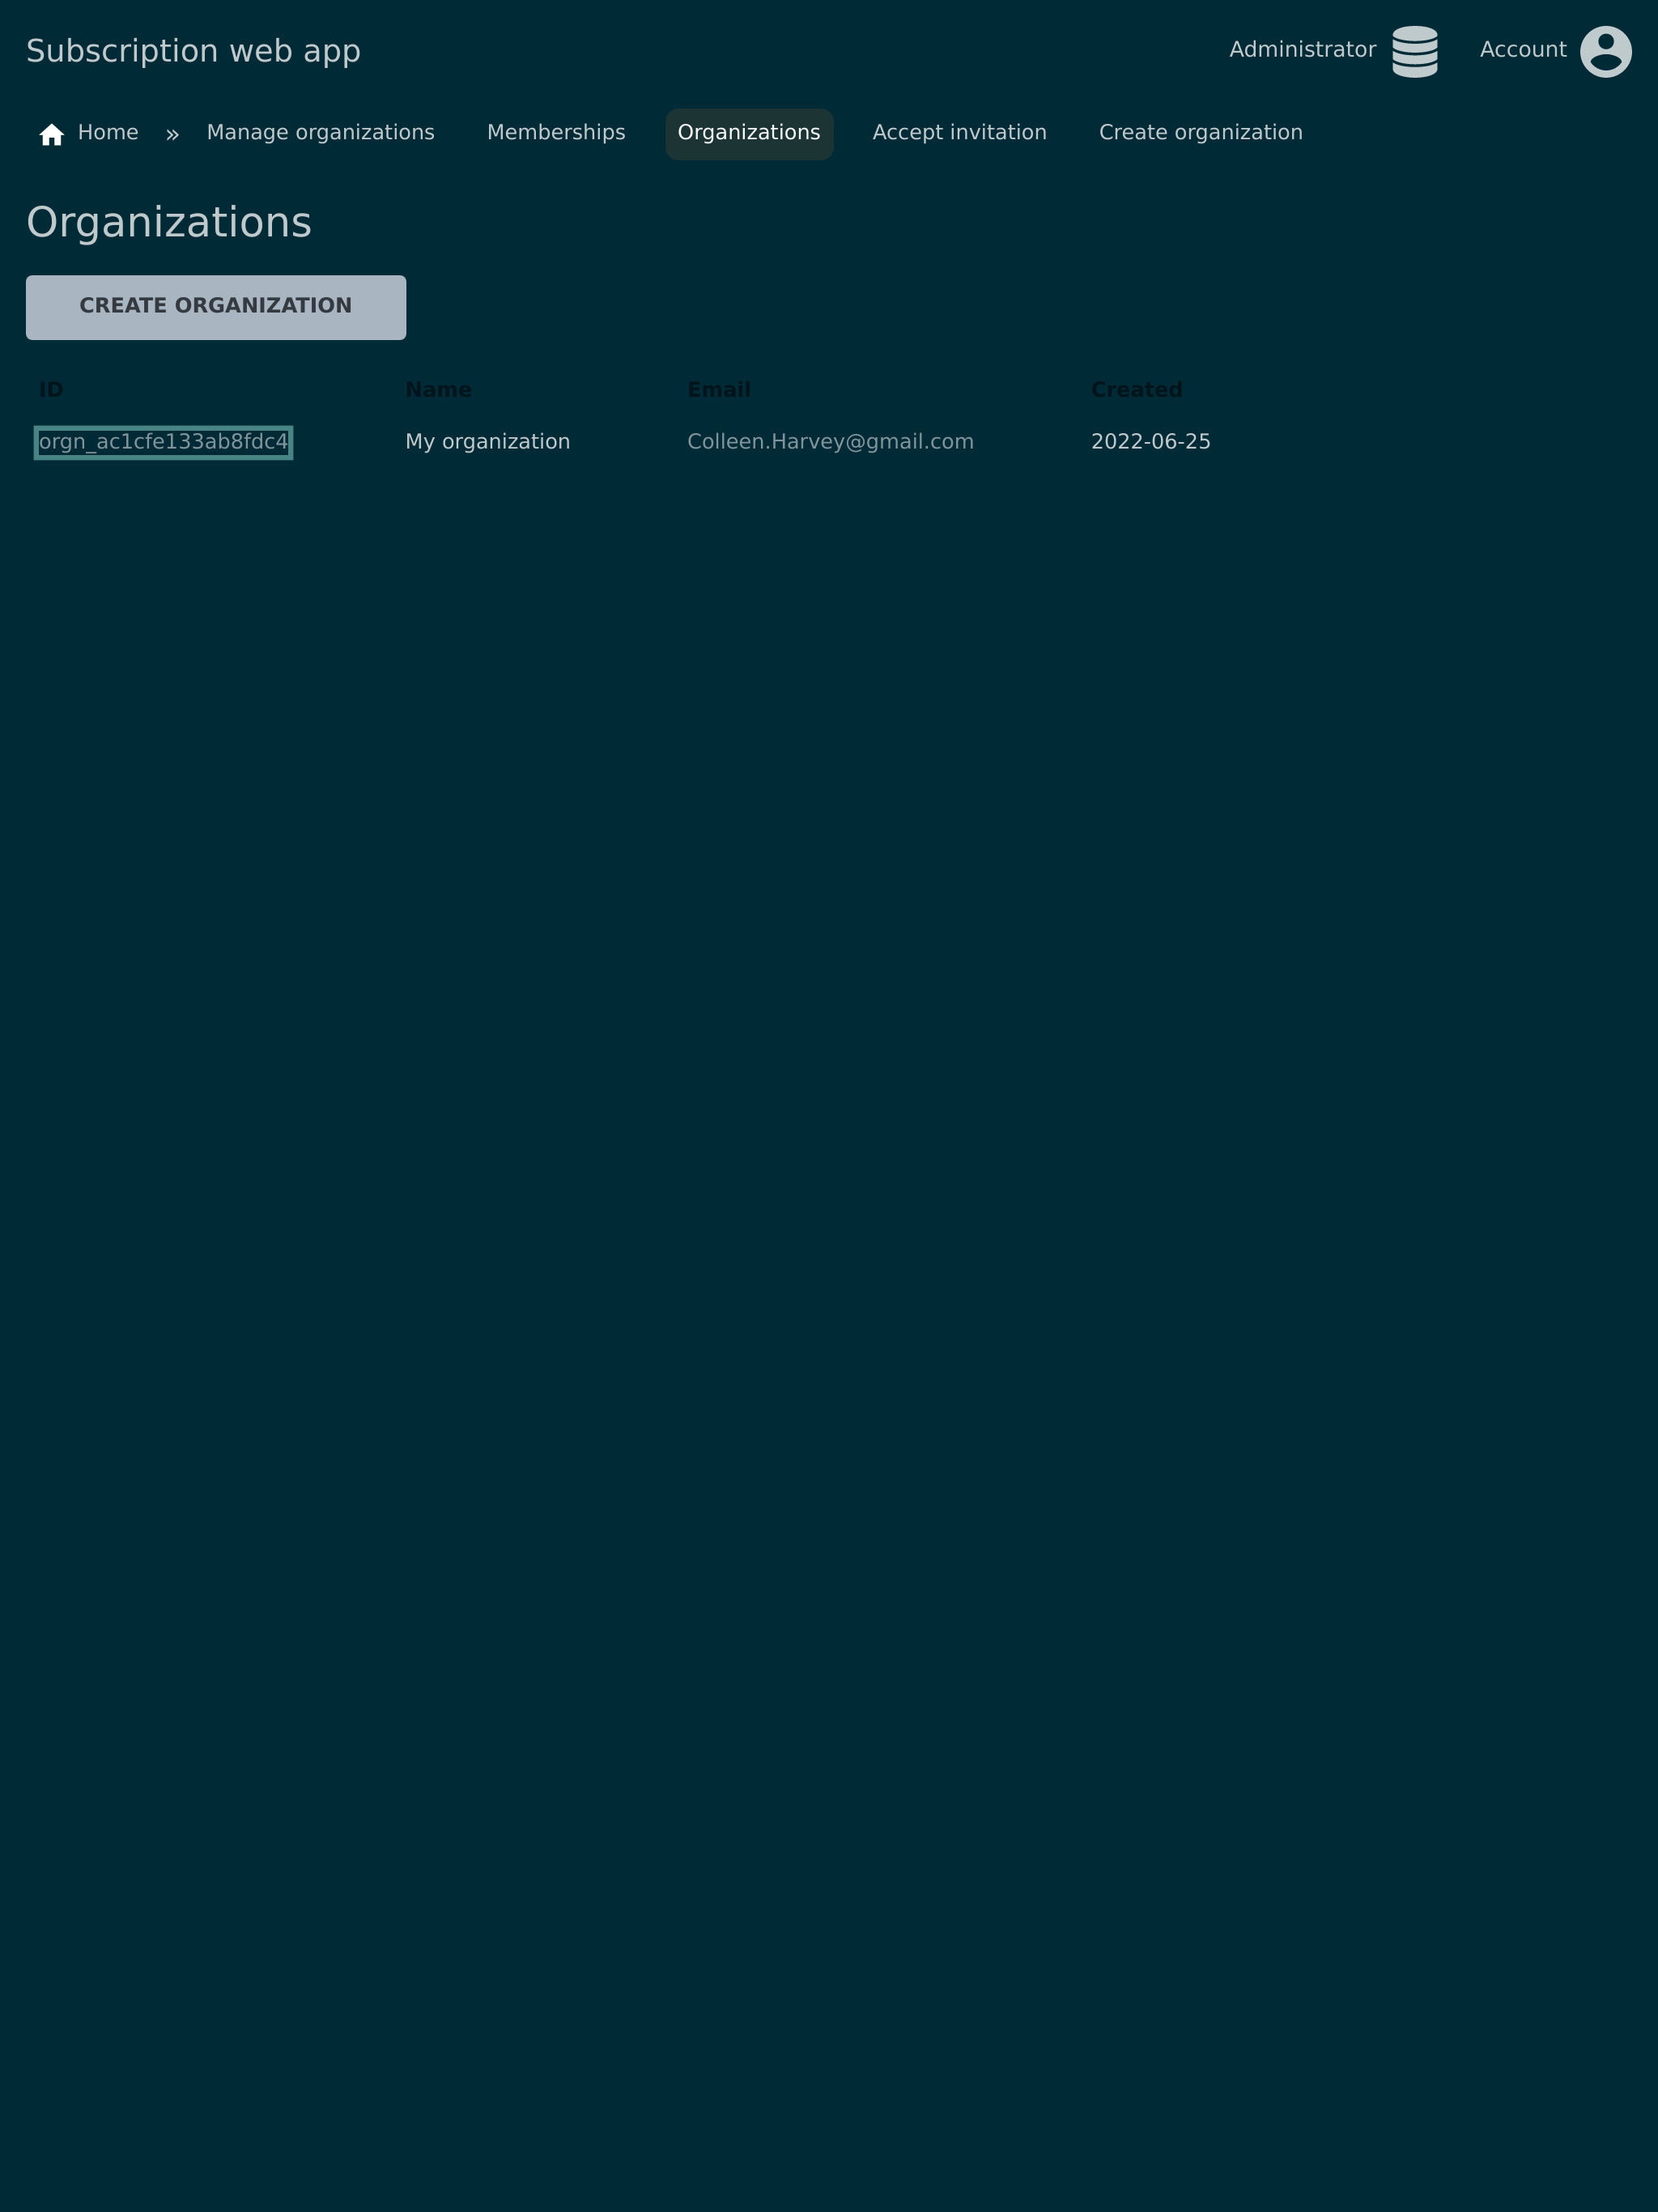 Subscription web app
Administrator
Account
Home » Manage organizations Memberships Organizations Accept invitation Create organization
Organizations
CREATE ORGANIZATION
ID Name Email Created
orgn_ac1cfe133ab8fdc4 My organization Colleen.Harvey@gmail.com 2022-06-25